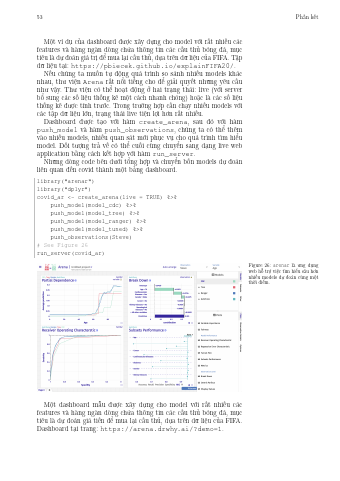 52
Phần kết
Một ví dụ của dashboard được xây dựng cho model với rất nhiều các
features và hàng ngàn dòng chứa thông tin các cầu thủ bóng đá, mục
tiêu là dự đoán giá trị để mua lại cầu thủ, dựa trên dữ liệu của FIFA. Tập
dữ liệu tại: https://pbiecek.github.io/explainFIFA20/.
Nếu chúng ta muốn tự động quá trình so sánh nhiều models khác
nhau, thư viện Arena rất nổi tiếng cho để giải quyết những yêu cầu
như vậy. Thư viện có thể hoạt động ở hai trạng thái: live (với server
bổ sung các số liệu thống kê một cách nhanh chóng) hoặc là các số liệu
thống kê được tính trước. Trong trường hợp cần chạy nhiều models với
các tập dữ liệu lớn, trạng thái live tiện lợi hơn rất nhiều.
Dashboard được tạo với hàm create_arena, sau đó với hàm
push_model và hàm push_observations, chúng ta có thể thêm
vào nhiều models, nhiều quan sát mới phục vụ cho quá trình tìm hiểu
model. Đối tượng trả về có thể cuối cùng chuyển sang dạng live web
application bằng cách kết hợp với hàm run_server.
Những dòng code bên dưới tổng hợp và chuyển bốn models dự đoán
liên quan đến covid thành một bảng dashboard.
library("arenar")
library("dplyr")
covid_ar <- create_arena(live = TRUE) %>%
push_model(model_cdc) %>%
push_model(model_tree) %>%
push_model(model_ranger) %>%
push_model(model_tuned) %>%
push_observations(Steve)
# See Figure 26
run_server(covid_ar)
Partial Dependence
Break Down
Receiver Operating Characteristic
Subsets Performance
Figure 26: arenar là ứng dụng
web hỗ trợ việc tìm hiểu sâu hơn
nhiều models đa đoán cùng một
thời điểm.
Một dashboard mẫu được xây dựng cho model với rất nhiều các
features và hàng ngàn dòng chứa thông tin các cầu thủ bóng đá, mục
tiêu là dự đoán giá tiền để mua lại cầu thủ, dựa trên dữ liệu của FIFA.
Dashboard tại trang: https://arena.drwhy.ai/?demo=1.